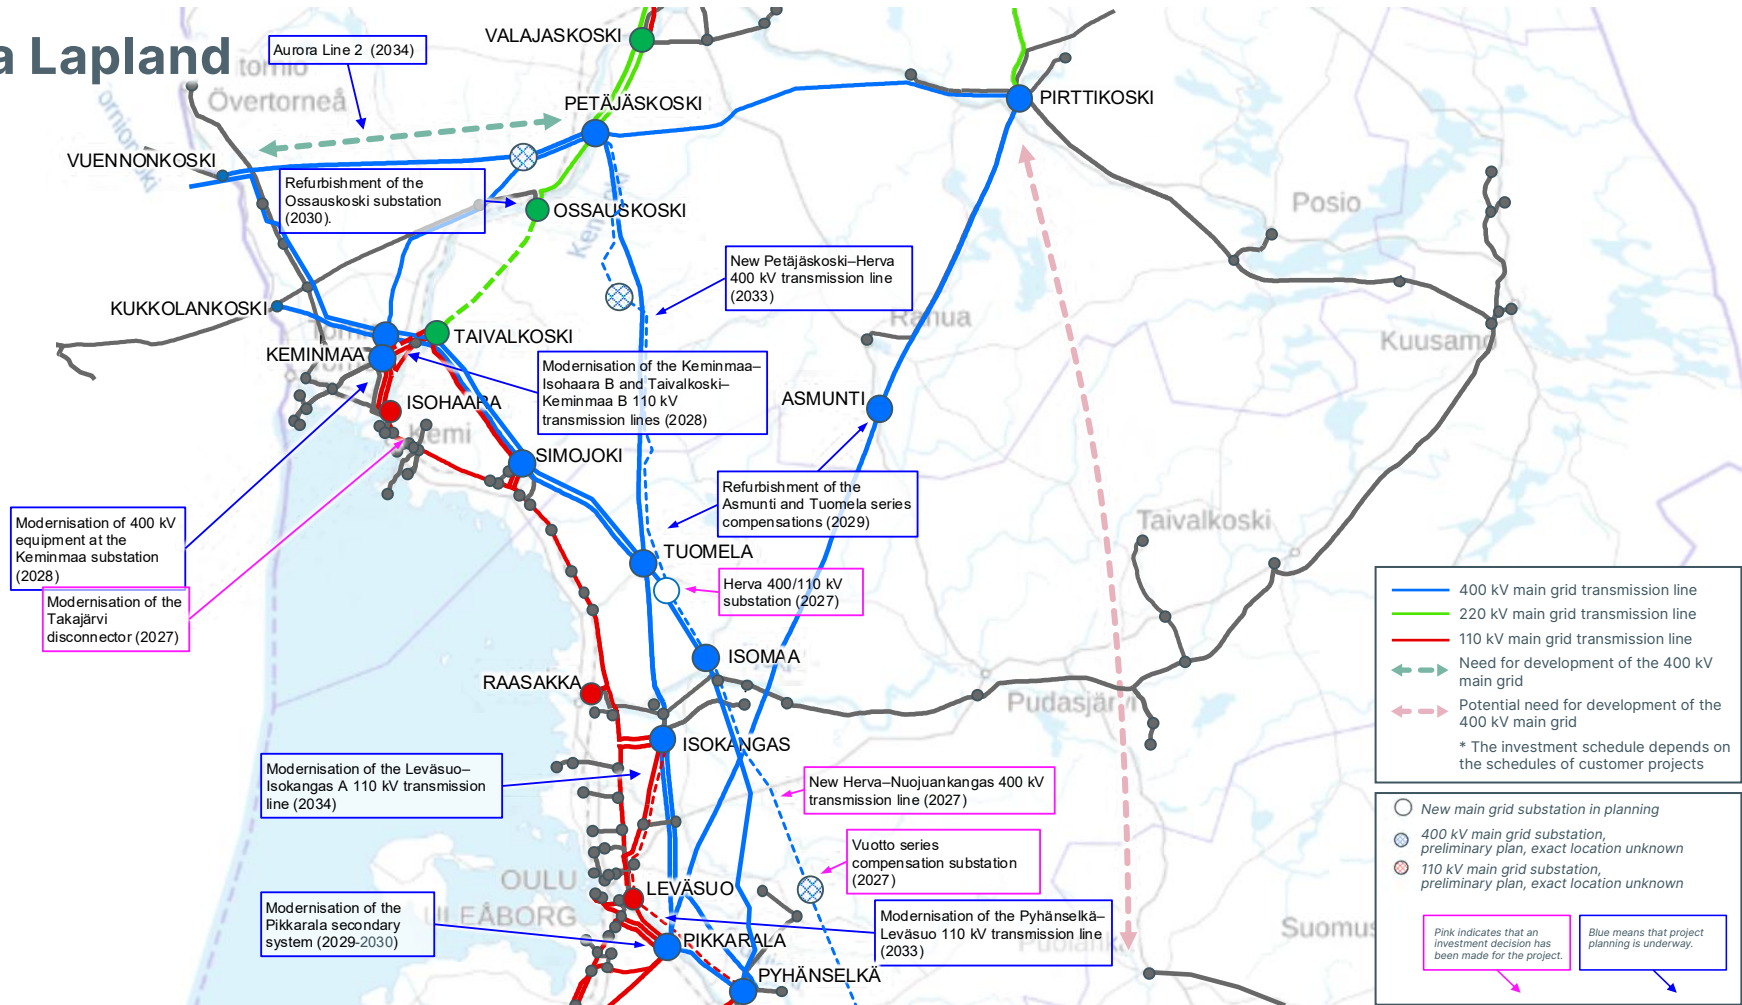 a Lapland
Aurora Line 2 (2034)
VALAJASKOSKI
tornio
Övertorneå
PETÄJÄSKOSKI
PIRTTIKOSKI
VUENNONKOSKI
Refurbishment of the
Ossauskoski substation
(2030).
OSSAUSKOSKI
Posio
New Petäjäskoski–Herva
400 kV transmission line
(2033)
KUKKOLANKOSKI
TAIVALKOSKI
Ranua
Kuusamo
KEMINMAA
Modernisation of the Keminmaa–
Isohaara B and Taivalkoski–
Keminmaa B 110 kV
transmission lines (2028)
ISOHAARA
ASMUNTI
Kemi
SIMOJOKI
Refurbishment of the
Asmunti and Tuomela series
compensations (2029)
Modernisation of 400 kV
equipment at the
Keminmaa substation
(2028)
Taivalkoski
TUOMELA
Herva 400/110 kV
substation (2027)
Modernisation of the
Takajärvi
disconnector (2027)
ISOMAA
RAASAKKA
Pudasjärvi
ISOKANGAS
Modernisation of the Leväsuo–
Isokangas A 110 kV transmission
line (2034)
New Herva–Nuojuankangas 400 kV
transmission line (2027)
Vuotto series
compensation substation
(2027)
OULU
ULEÅBORG
LEVÄSUO
Modernisation of the
Pikkarala secondary
system (2029-2030)
Modernisation of the Pyhänselkä–
Leväsuo 110 kV transmission line
(2033)
PIKKARALA
Puolanka
Suomus
PYHÄNSELKÄ
400 kV main grid transmission line
220 kV main grid transmission line
110 kV main grid transmission line
Need for development of the 400 kV
main grid
Potential need for development of the
400 kV main grid
* The investment schedule depends on
the schedules of customer projects
New main grid substation in planning
400 kV main grid substation,
preliminary plan, exact location unknown
110 kV main grid substation,
preliminary plan, exact location unknown
Pink indicates that an
investment decision has
been made for the project.
Blue means that project
planning is underway.